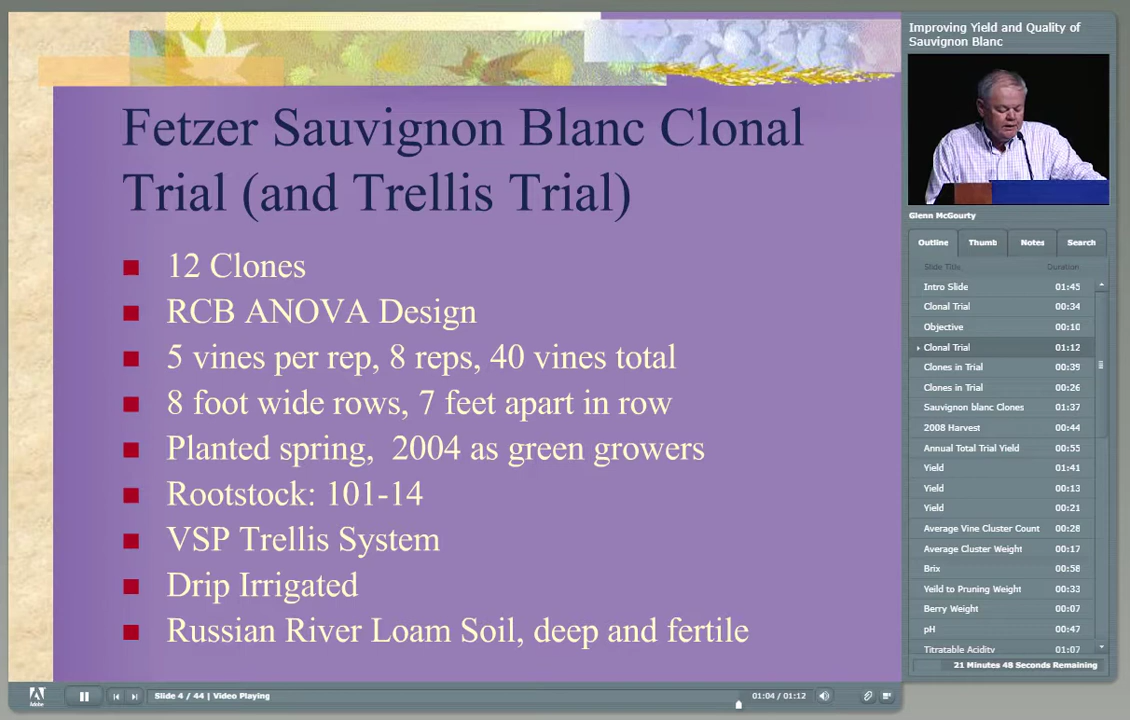 Fetzer Sauvignon Blanc Clonal
Trial (and Trellis Trial)
12 Clones
RCB ANOVA Design
5 vines per rep, 8 reps, 40 vines total
8 foot wide rows, 7 feet apart in row
Planted spring, 2004 as green growers
Rootstock: 101-14
VSP Trellis System
Drip Irrigated
Russian River Loam Soil, deep and fertile
Improving Yield and Quality of
Sauvignon Blanc
Glenn McGourty
Outline Thumb Notes Search
Slide Title Duration
Intro Slide 01:45
Clonal Trial 00:34
Objective 00:10
Clonal Trial 01:12
Clones in Trial 00:39
Clones in Trial 00:26
Sauvignon blanc Clones 01:37
2008 Harvest 00:44
Annual Total Trial Yield 00:55
Yield 01:41
Yield 00:13
Yield 00:21
Average Vine Cluster Count 00:28
Average Cluster Weight 00:17
Brix 00:58
Yeild to Pruning Weight 00:33
Berry Weight 00:07
pH 00:47
Titratable Acidity 01:07
21 Minutes 48 Seconds Remaining
Adobe
Slide 4 / 44 | Video Playing
01:04 / 01:12